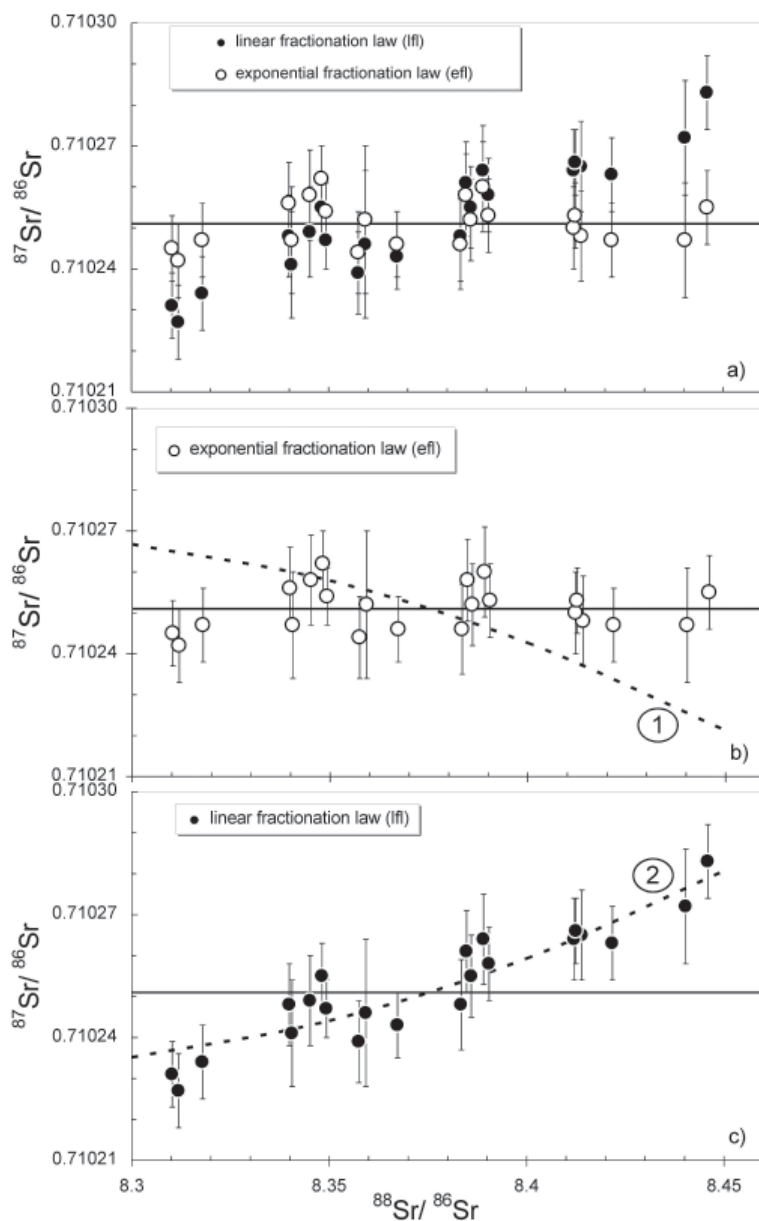 0.71030
linear fractionation law (lfl)
exponential fractionation law (efl)
0.71027
87Sr/ 86Sr
0.71024
0.71021
a)
0.71030
exponential fractionation law (efl)
0.71027
87Sr/ 86Sr
0.71024
1
0.71021
b)
0.71030
linear fractionation law (lfl)
2
0.71027
87Sr/ 86Sr
0.71024
0.71021
c)
8.3 8.35 8.4 8.45
88Sr/ 86Sr